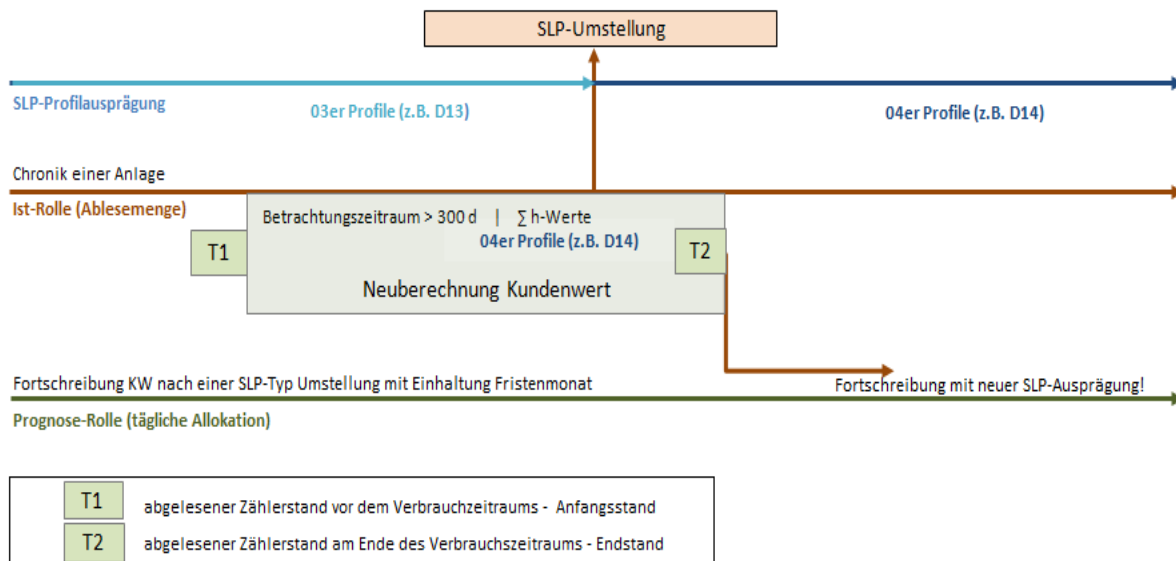 SLP-Umstellung
SLP-Profilausprägung
03er Profile (z.B. D13)
04er Profile (z.B. D14)
Chronik einer Anlage
Ist-Rolle (Ablesemenge)
Betrachtungszeitraum > 300 d | ∑ h-Werte
04er Profile (z.B. D14)
T1
T2
Neuberechnung Kundenwert
Fortschreibung KW nach einer SLP-Typ Umstellung mit Einhaltung Fristenmonat
Fortschreibung mit neuer SLP-Ausprägung!
Prognose-Rolle (tägliche Allokation)
T1 abgelesener Zählerstand vor dem Verbrauchzeitraums - Anfangsstand
T2 abgelesener Zählerstand am Ende des Verbrauchszeitraums - Endstand